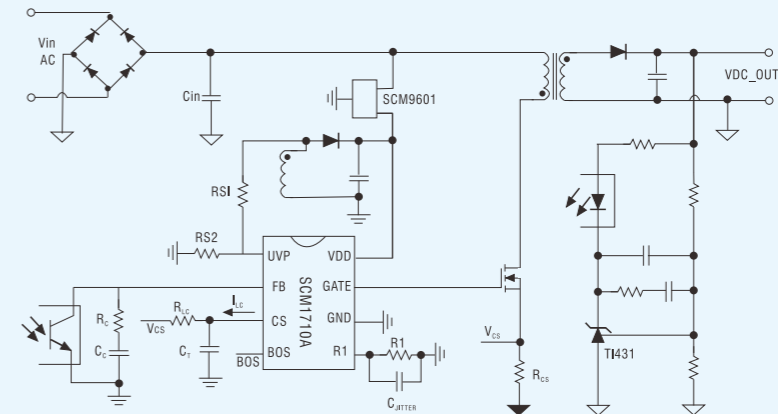 Vin
AC
Cin
SCM9601
VDC_OUT
RS1
RS2
UVP
VDD
FB
GATE
SCM1710A
CS
GND
BOS
R1
RC
CC
VCS
RLC
ILC
CT
BOS
R1
CJITTER
VCS
RCS
TI431